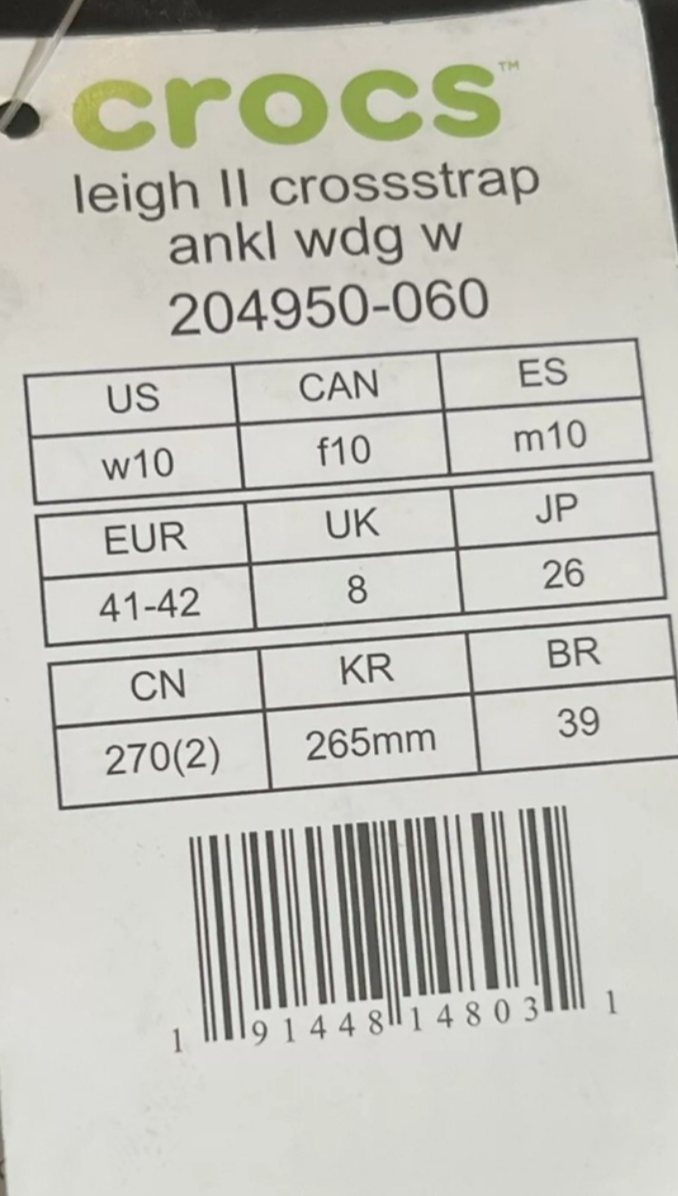 crocs™
leigh II crossstrap
ankl wdg w
204950-060
US CAN ES
w10 f10 m10
EUR UK JP
41-42 8 26
CN KR BR
270(2) 265mm 39
1 91448 14803 1